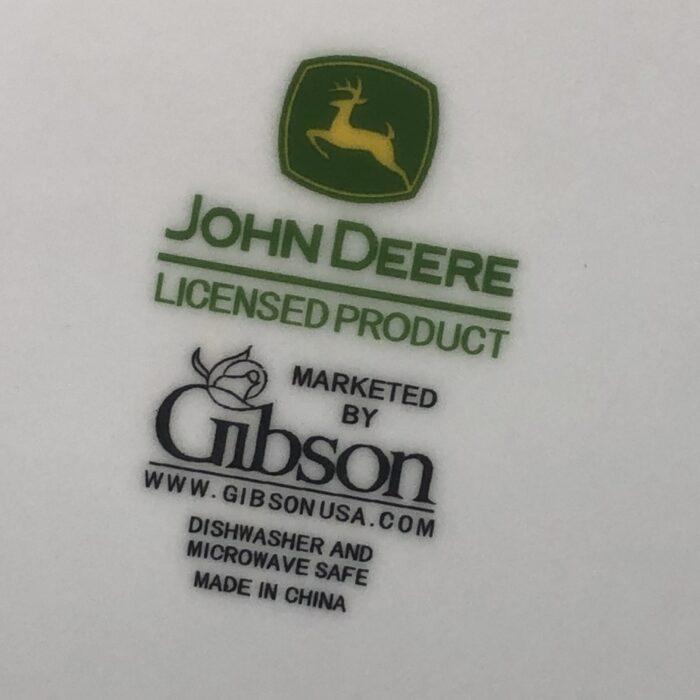 JOHN DEERE
LICENSED PRODUCT
MARKETED
BY
Gibson
WWW.GIBSONUSA.COM
DISHWASHER AND
MICROWAVE SAFE
MADE IN CHINA